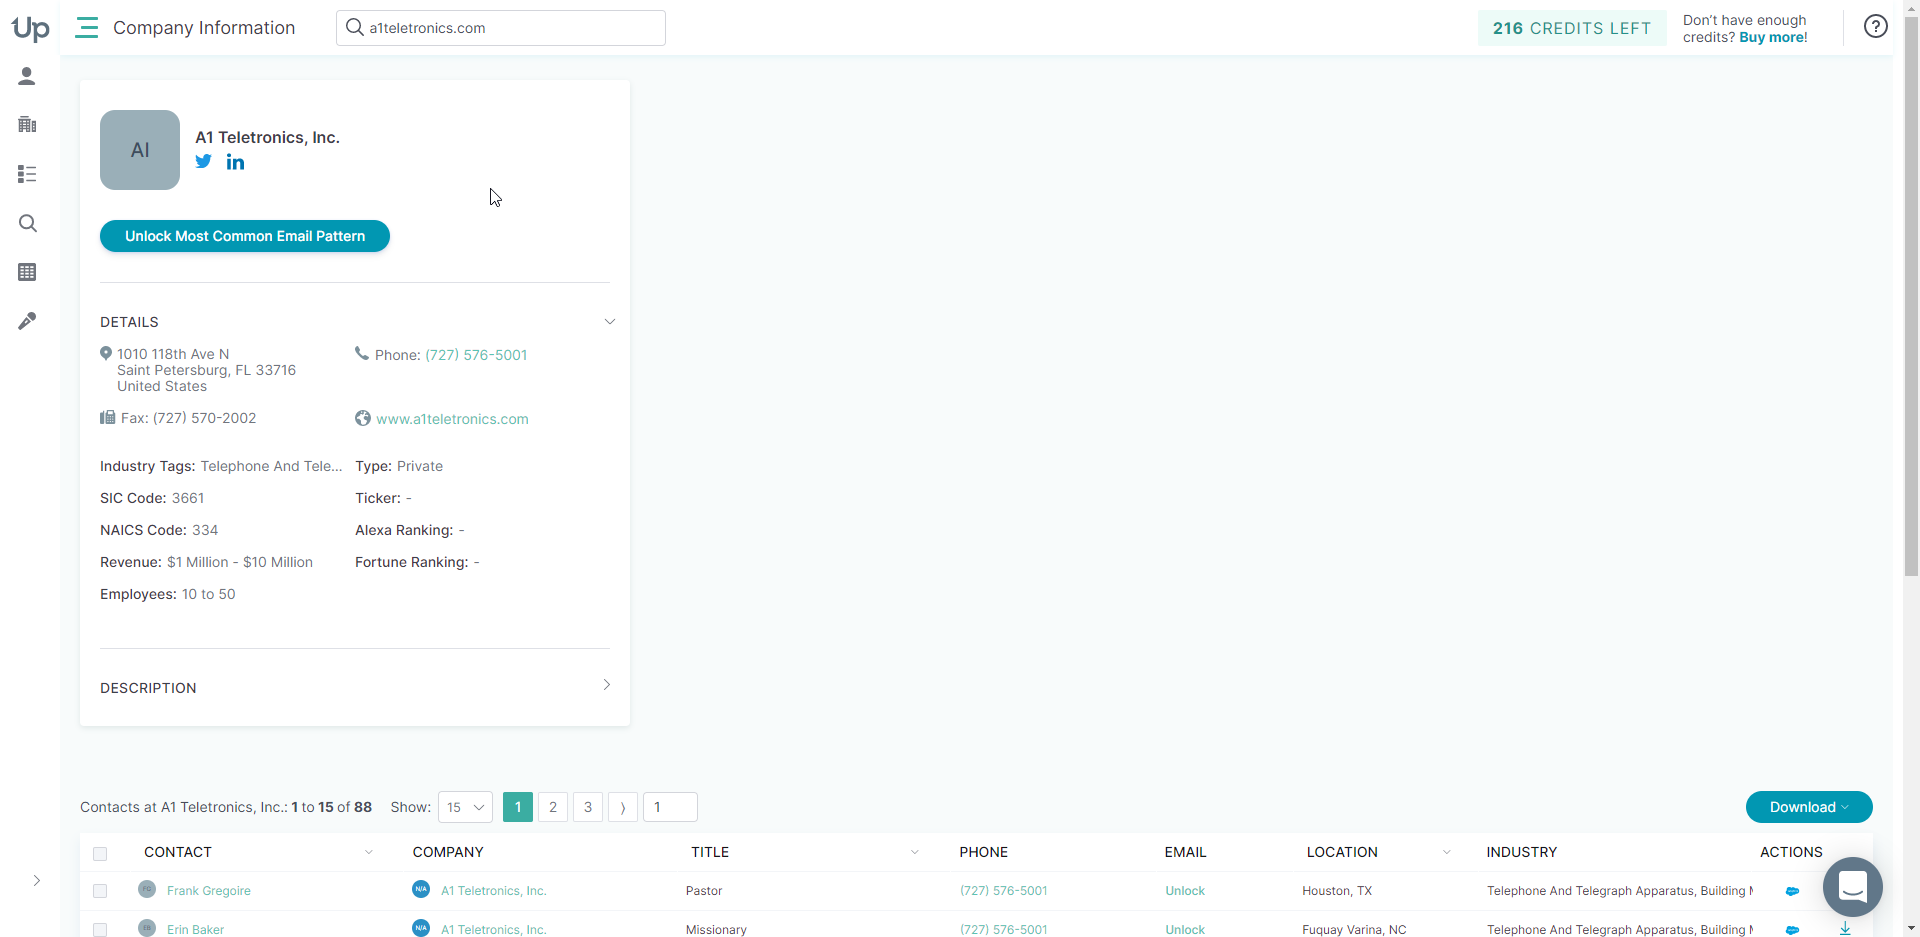 Up
Company Information
a1teletronics.com
216 CREDITS LEFT
Don't have enough
credits? Buy more!
AI
A1 Teletronics, Inc.
Unlock Most Common Email Pattern
DETAILS
1010 118th Ave N
Saint Petersburg, FL 33716
United States
Phone: (727) 576-5001
Fax: (727) 570-2002
www.a1teletronics.com
Industry Tags: Telephone And Tele...
Type: Private
SIC Code: 3661
Ticker: -
NAICS Code: 334
Alexa Ranking: -
Revenue: $1 Million - $10 Million
Fortune Ranking: -
Employees: 10 to 50
DESCRIPTION
Contacts at A1 Teletronics, Inc.: 1 to 15 of 88 Show: 15 1 2 3 ⟩ 1
Download
CONTACT COMPANY TITLE PHONE EMAIL LOCATION INDUSTRY ACTIONS
FG Frank Gregoire N/A A1 Teletronics, Inc. Pastor (727) 576-5001 Unlock Houston, TX Telephone And Telegraph Apparatus, Building
EB Erin Baker N/A A1 Teletronics, Inc. Missionary (727) 576-5001 Unlock Fuquay Varina, NC Telephone And Telegraph Apparatus, Building